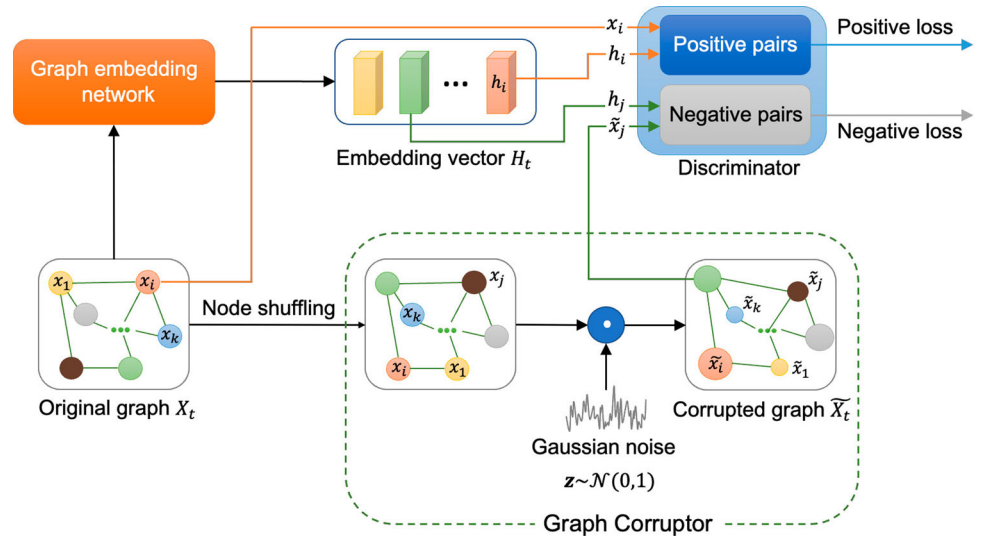 Graph embedding
network
h_i
Embedding vector H_t
x_i
h_i
h_j
x̃_j
Positive pairs
Negative pairs
Discriminator
Positive loss
Negative loss
x_1
x_i
x_k
Original graph X_t
Node shuffling
x_j
x_k
x_i
x_1
Gaussian noise
z~𝒩(0,1)
x̃_j
x̃_k
x̃_i
x̃_1
Corrupted graph X̃_t
Graph Corruptor